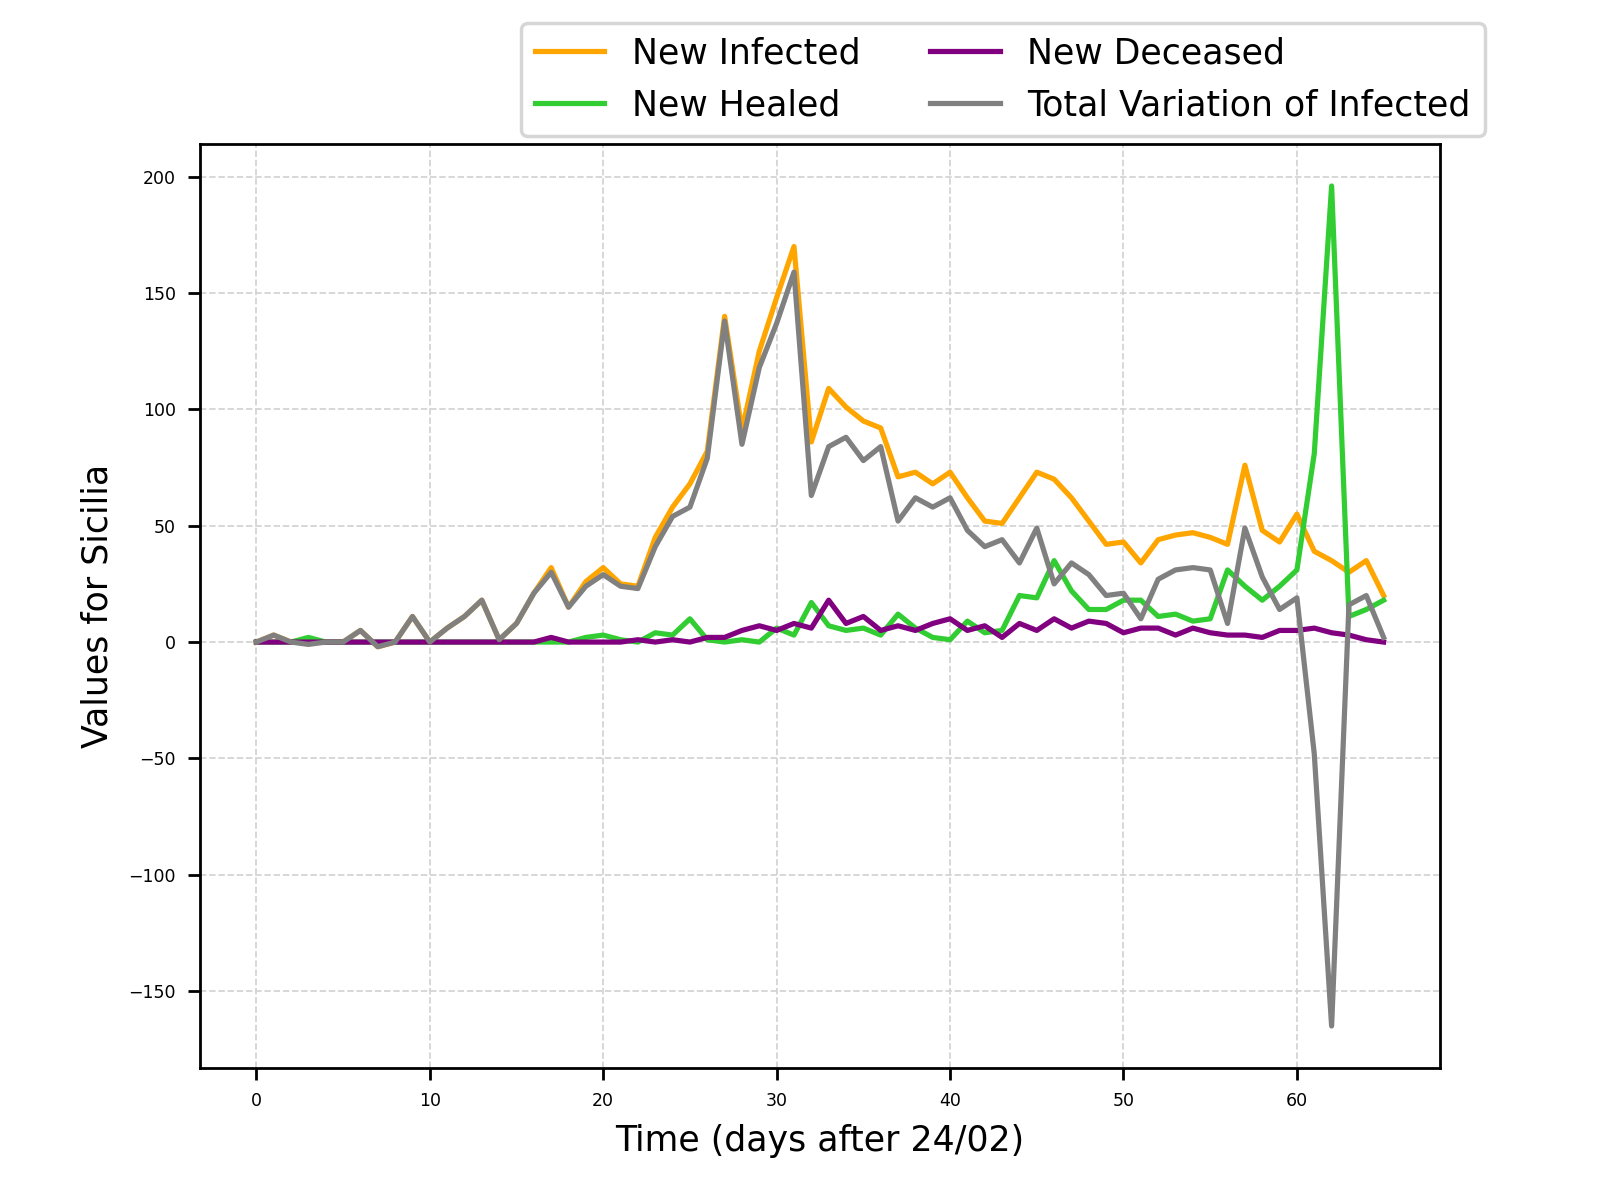 New Infected
New Healed
New Deceased
Total Variation of Infected
200
150
100
50
0
−50
−100
−150
Values for Sicilia
0 10 20 30 40 50 60
Time (days after 24/02)